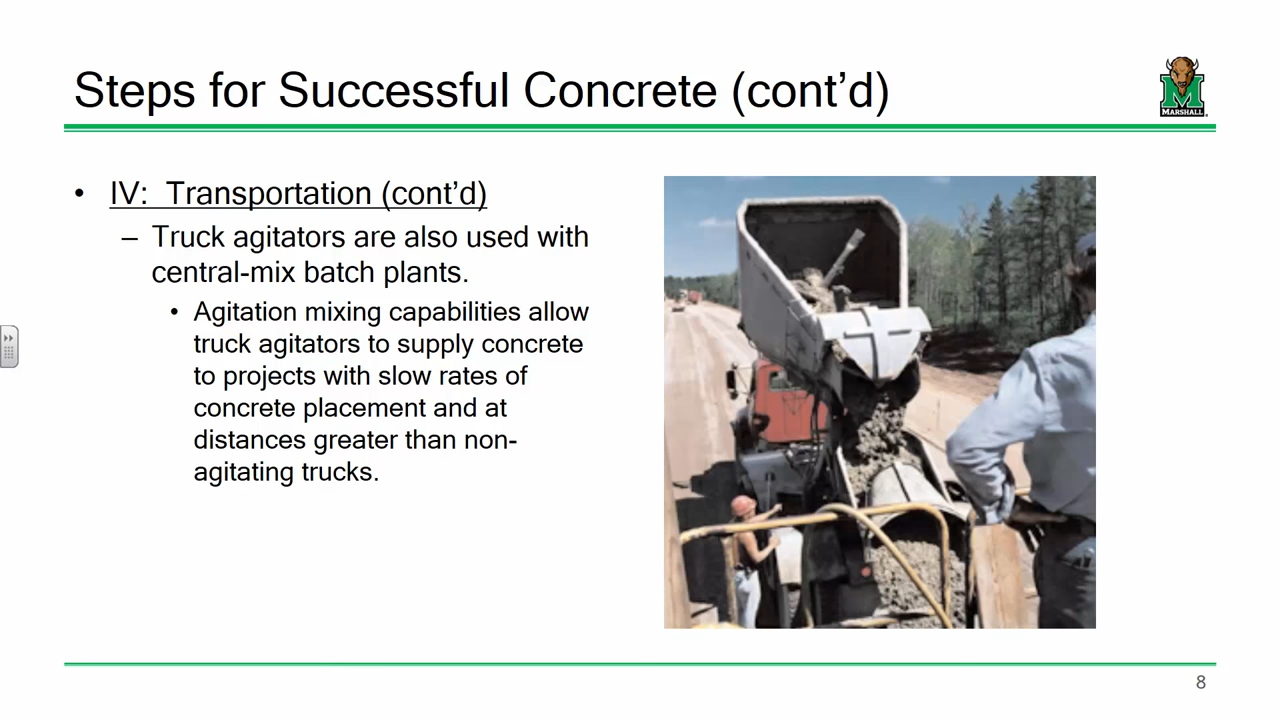 Steps for Successful Concrete (cont’d)
MARSHALL
• IV: Transportation (cont’d)
– Truck agitators are also used with
central-mix batch plants.
• Agitation mixing capabilities allow
truck agitators to supply concrete
to projects with slow rates of
concrete placement and at
distances greater than non-
agitating trucks.
8